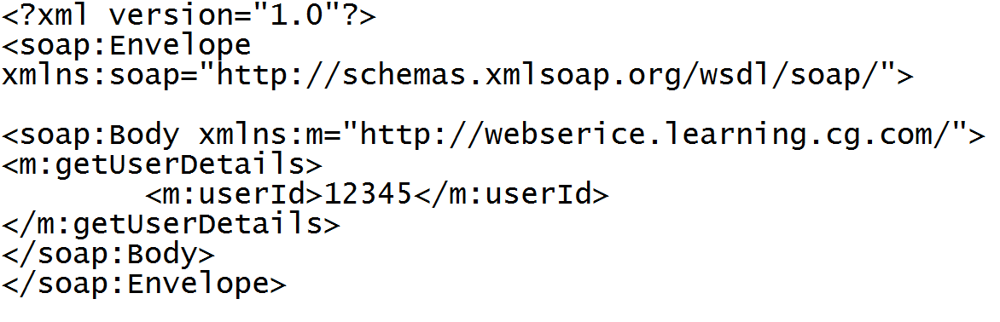 <?xml version="1.0"?>
<soap:Envelope
xmlns:soap="http://schemas.xmlsoap.org/wsdl/soap/">
<soap:Body xmlns:m="http://webserice.learning.cg.com/">
<m:getUserDetails>
<m:userId>12345</m:userId>
</m:getUserDetails>
</soap:Body>
</soap:Envelope>